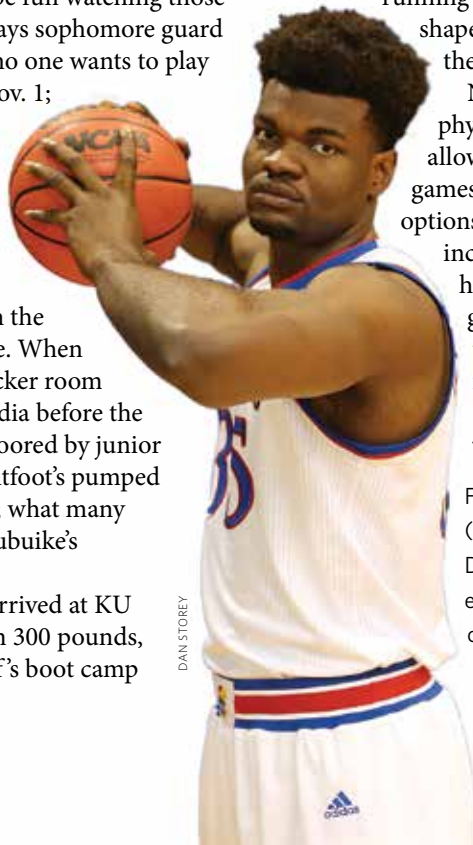 be fun watching those
ays sophomore guard
no one wants to play
ov. 1;
n the
e. When
cker room
dia before the
oored by junior
tfoot's pumped
what many
ubuike's
rrived at KU
n 300 pounds,
f's boot camp
DAN STOREY
NCAA
35
adidas
running
shape
the
N
phy
allow
games
options
inc
h
g
F
(
D
e
c